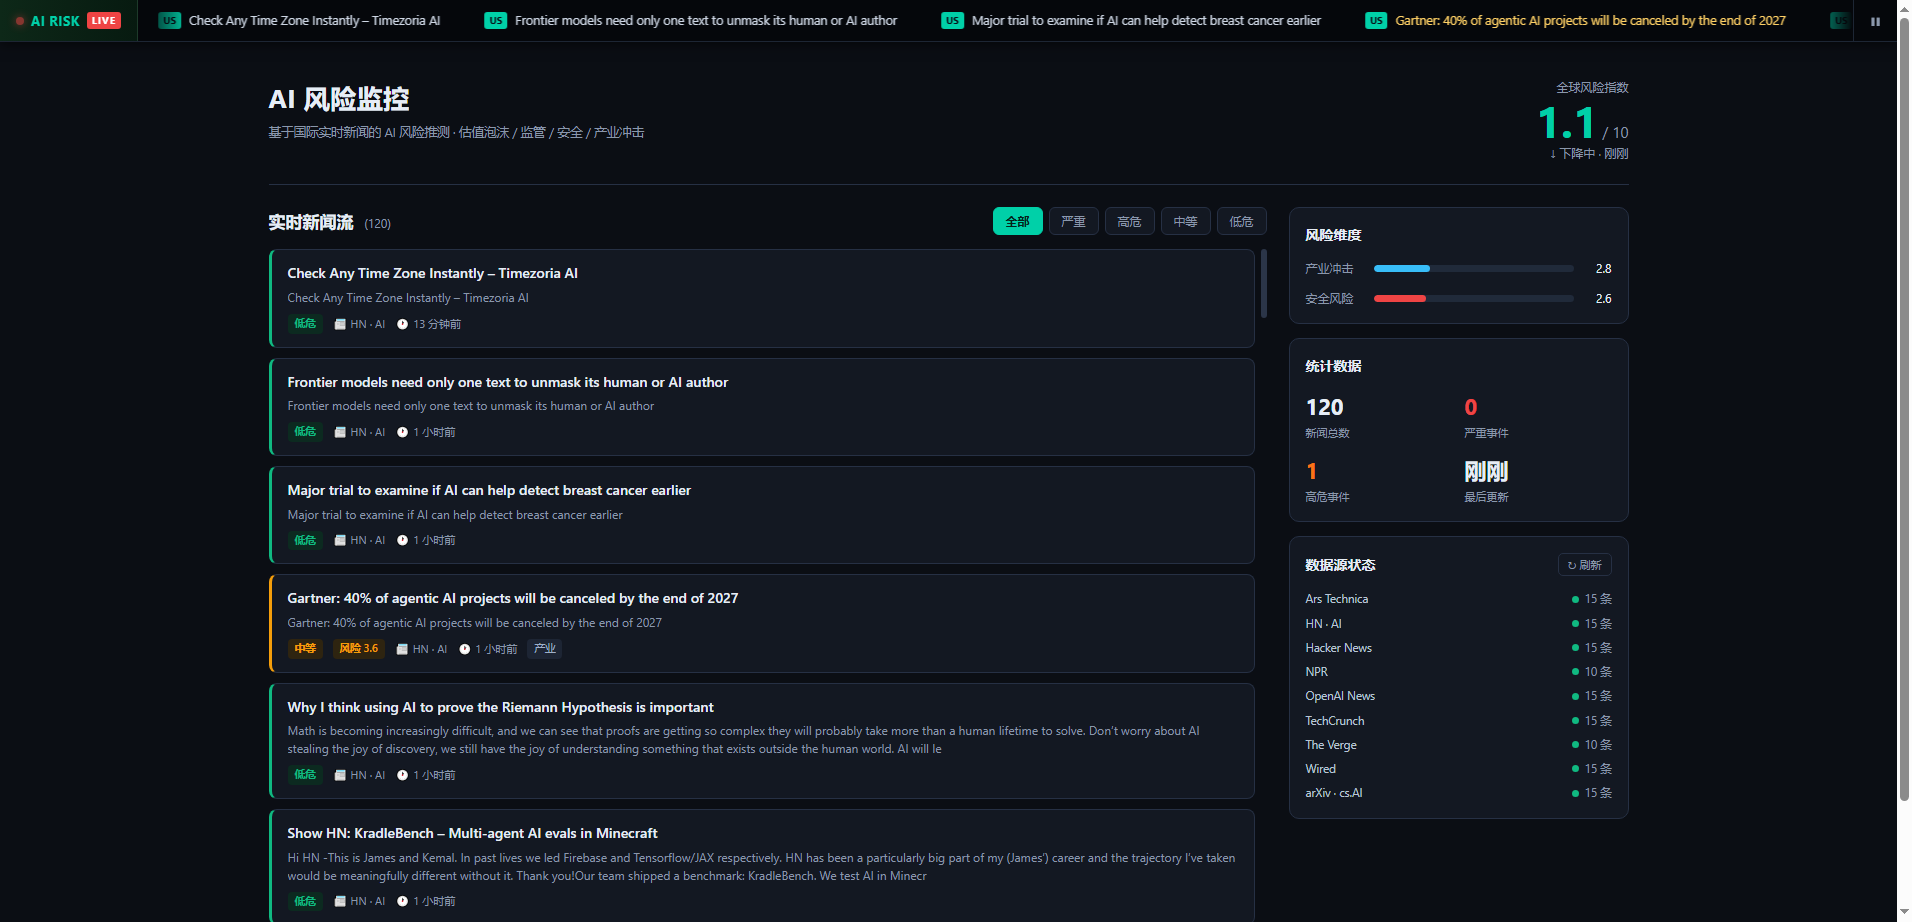 AI RISK LIVE
US Check Any Time Zone Instantly – Timezoria AI
US Frontier models need only one text to unmask its human or AI author
US Major trial to examine if AI can help detect breast cancer earlier
US Gartner: 40% of agentic AI projects will be canceled by the end of 2027
US
AI 风险监控
基于国际实时新闻的 AI 风险推测 · 估值泡沫 / 监管 / 安全 / 产业冲击
全球风险指数
1.1 / 10
↓ 下降中 · 刚刚
实时新闻流 (120)
全部 严重 高危 中等 低危
Check Any Time Zone Instantly – Timezoria AI
Check Any Time Zone Instantly – Timezoria AI
低危 HN · AI 13 分钟前
Frontier models need only one text to unmask its human or AI author
Frontier models need only one text to unmask its human or AI author
低危 HN · AI 1 小时前
Major trial to examine if AI can help detect breast cancer earlier
Major trial to examine if AI can help detect breast cancer earlier
低危 HN · AI 1 小时前
Gartner: 40% of agentic AI projects will be canceled by the end of 2027
Gartner: 40% of agentic AI projects will be canceled by the end of 2027
中等 风险 3.6 HN · AI 1 小时前 产业
Why I think using AI to prove the Riemann Hypothesis is important
Math is becoming increasingly difficult, and we can see that proofs are getting so complex they will probably take more than a human lifetime to solve. Don't worry about AI
stealing the joy of discovery, we still have the joy of understanding something that exists outside the human world. AI will le
低危 HN · AI 1 小时前
Show HN: KradleBench – Multi-agent AI evals in Minecraft
Hi HN -This is James and Kemal. In past lives we led Firebase and Tensorflow/JAX respectively. HN has been a particularly big part of my (James') career and the trajectory I've taken
would be meaningfully different without it. Thank you!Our team shipped a benchmark: KradleBench. We test AI in Minecr
低危 HN · AI 1 小时前
风险维度
产业冲击 2.8
安全风险 2.6
统计数据
120 0
新闻总数 严重事件
1 刚刚
高危事件 最后更新
数据源状态 ↻ 刷新
Ars Technica 15 条
HN · AI 15 条
Hacker News 15 条
NPR 10 条
OpenAI News 15 条
TechCrunch 15 条
The Verge 10 条
Wired 15 条
arXiv · cs.AI 15 条